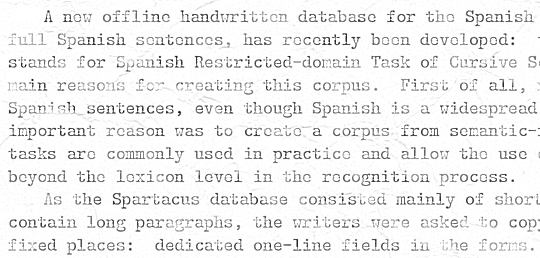 A new offline handwritten database for the Spanish
full Spanish sentences, has recently been developed:
stands for Spanish Restricted-domain Task of Cursive
main reasons for creating this corpus. First of all,
Spanish sentences, even though Spanish is a widespread
important reason was to create a corpus from semantic-
tasks are commonly used in practice and allow the use
beyond the lexicon level in the recognition process.
As the Spartacus database consisted mainly of short
contain long paragraphs, the writers were asked to copy
fixed places: dedicated one-line fields in the forms.